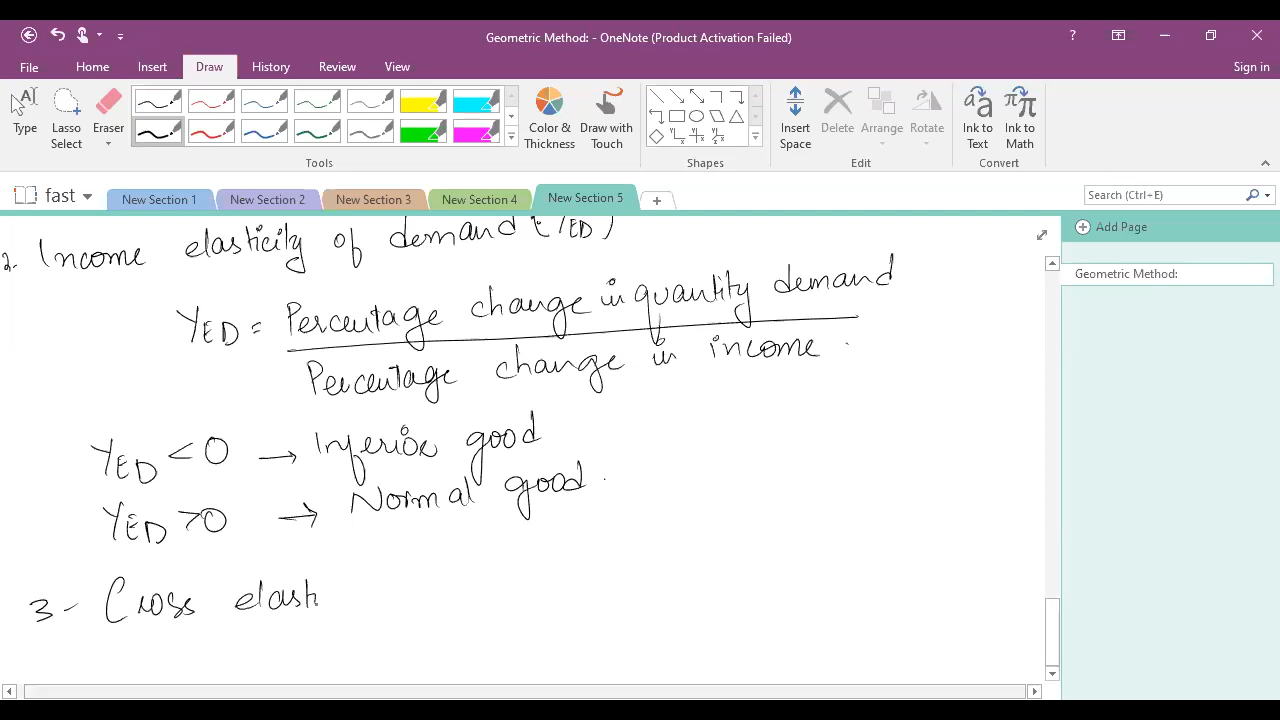 Geometric Method: - OneNote (Product Activation Failed)
?
File Home Insert Draw History Review View
Sign in
Type
Lasso Select
Eraser
Color & Thickness
Draw with Touch
Insert Space
Delete
Arrange
Rotate
Ink to Text
Ink to Math
Tools
Shapes
Edit
Convert
fast
New Section 1
New Section 2
New Section 3
New Section 4
New Section 5
Search (Ctrl+E)
Add Page
Geometric Method:
2. Income elasticity of demand (YED)
YED = Percentage change in quantity demand
Percentage change in income.
YED < 0 → Inferior good
YED > 0 → Normal good.
3 - Cross elasti